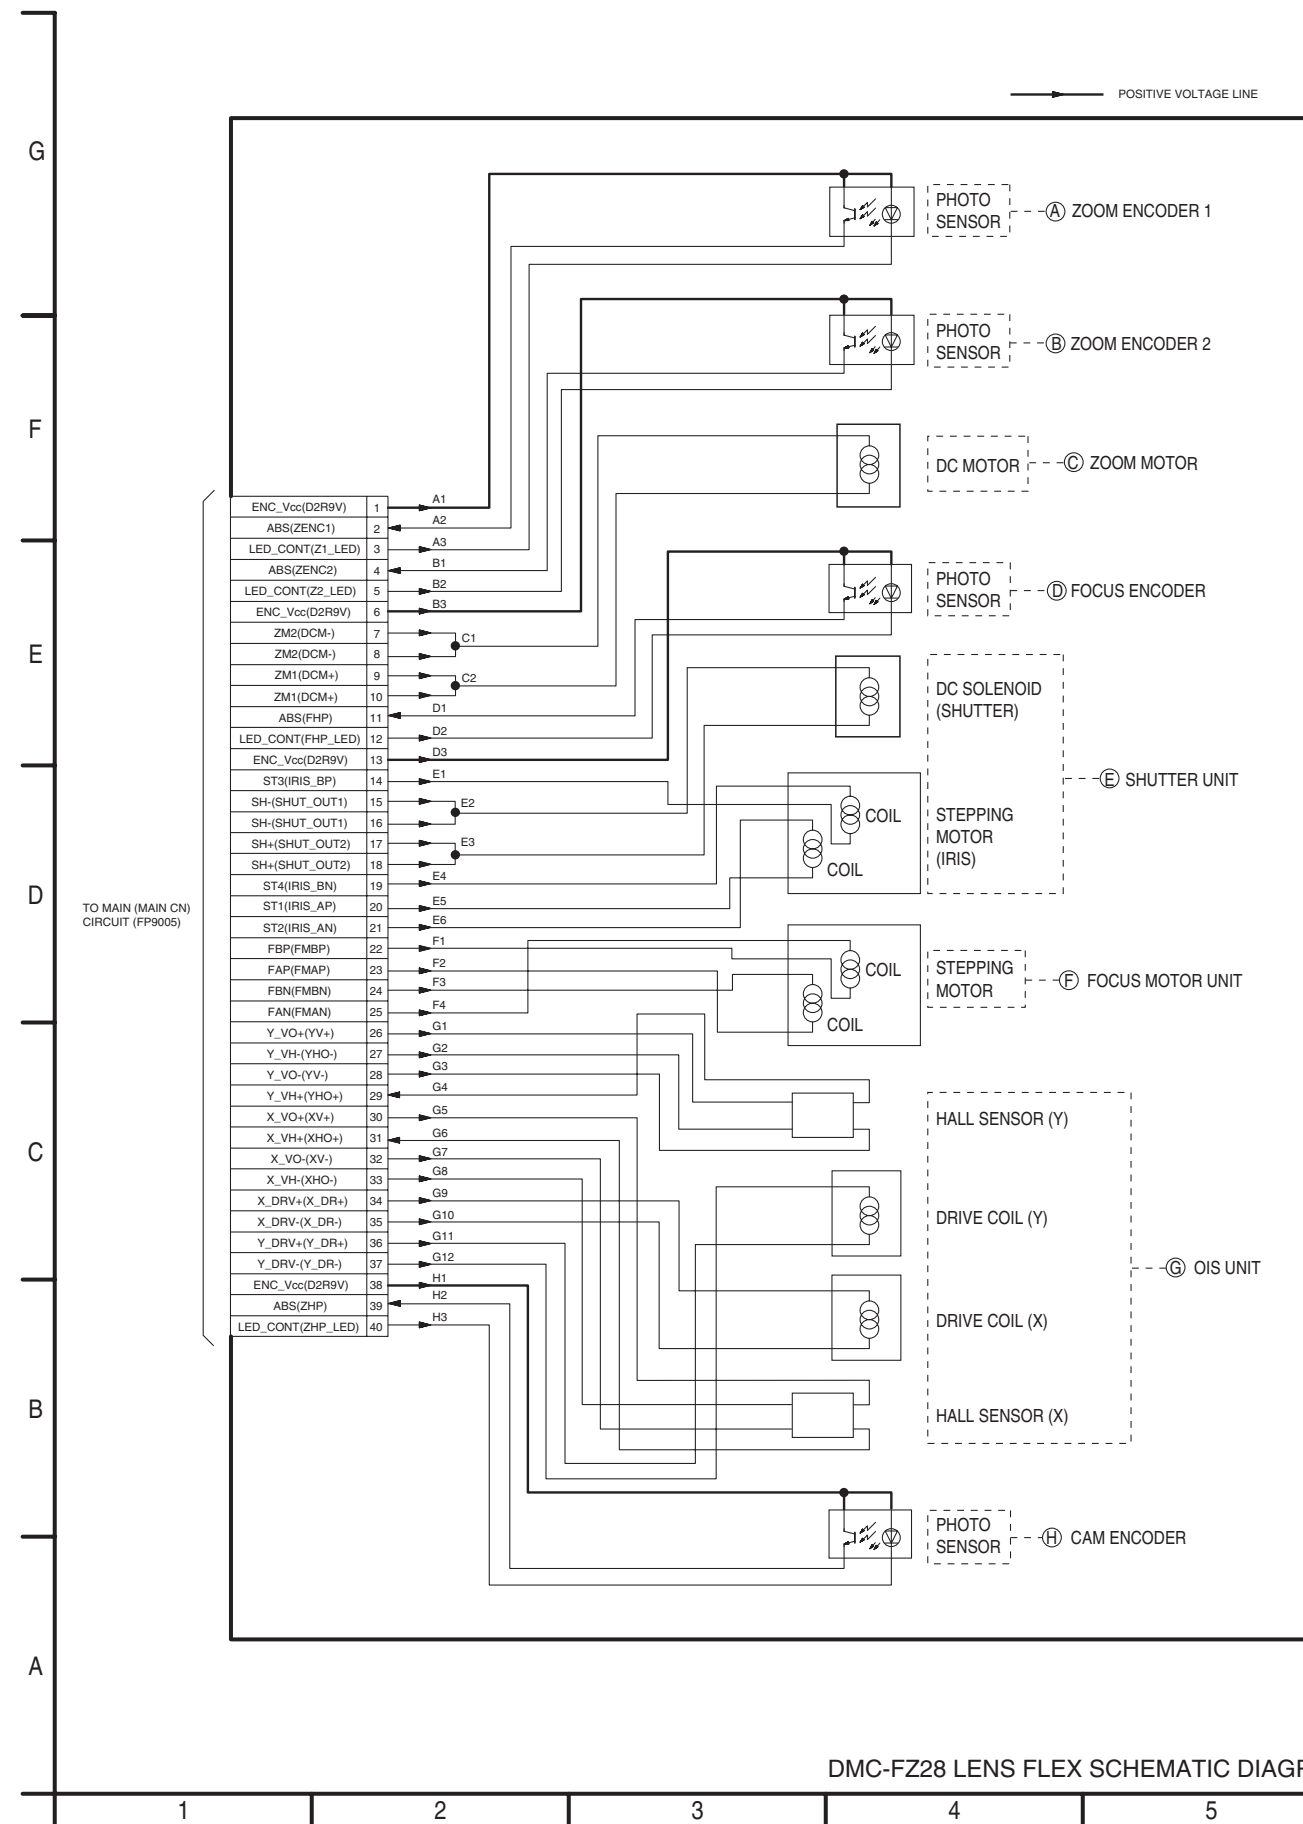 POSITIVE VOLTAGE LINE
G
PHOTO
SENSOR
A ZOOM ENCODER 1
PHOTO
SENSOR
B ZOOM ENCODER 2
F
DC MOTOR
C ZOOM MOTOR
ENC_Vcc(D2R9V) 1 A1
ABS(ZENC1) 2 A2
LED_CONT(Z1_LED) 3 A3
ABS(ZENC2) 4 B1
LED_CONT(Z2_LED) 5 B2
ENC_Vcc(D2R9V) 6 B3
PHOTO
SENSOR
D FOCUS ENCODER
ZM2(DCM-) 7
C1
ZM2(DCM-) 8
E
ZM1(DCM+) 9
C2
ZM1(DCM+) 10
ABS(FHP) 11 D1
LED_CONT(FHP_LED) 12 D2
ENC_Vcc(D2R9V) 13 D3
DC SOLENOID
(SHUTTER)
ST3(IRIS_BP) 14 E1
E SHUTTER UNIT
SH-(SHUT_OUT1) 15
E2
SH-(SHUT_OUT1) 16
COIL
STEPPING
MOTOR
(IRIS)
SH+(SHUT_OUT2) 17
E3
SH+(SHUT_OUT2) 18
COIL
ST4(IRIS_BN) 19 E4
D
TO MAIN (MAIN CN)
CIRCUIT (FP9005)
ST1(IRIS_AP) 20 E5
ST2(IRIS_AN) 21 E6
FBP(FMBP) 22 F1
FAP(FMAP) 23 F2
FBN(FMBN) 24 F3
FAN(FMAN) 25 F4
COIL
COIL
STEPPING
MOTOR
F FOCUS MOTOR UNIT
Y_VO+(YV+) 26 G1
Y_VH-(YHO-) 27 G2
Y_VO-(YV-) 28 G3
Y_VH+(YHO+) 29 G4
X_VO+(XV+) 30 G5
HALL SENSOR (Y)
X_VH+(XHO+) 31 G6
C
X_VO-(XV-) 32 G7
X_VH-(XHO-) 33 G8
X_DRV+(X_DR+) 34 G9
X_DRV-(X_DR-) 35 G10
DRIVE COIL (Y)
Y_DRV+(Y_DR+) 36 G11
Y_DRV-(Y_DR-) 37 G12
G OIS UNIT
ENC_Vcc(D2R9V) 38 H1
ABS(ZHP) 39 H2
LED_CONT(ZHP_LED) 40 H3
DRIVE COIL (X)
B
HALL SENSOR (X)
PHOTO
SENSOR
H CAM ENCODER
A
DMC-FZ28 LENS FLEX SCHEMATIC
1 2 3 4 5